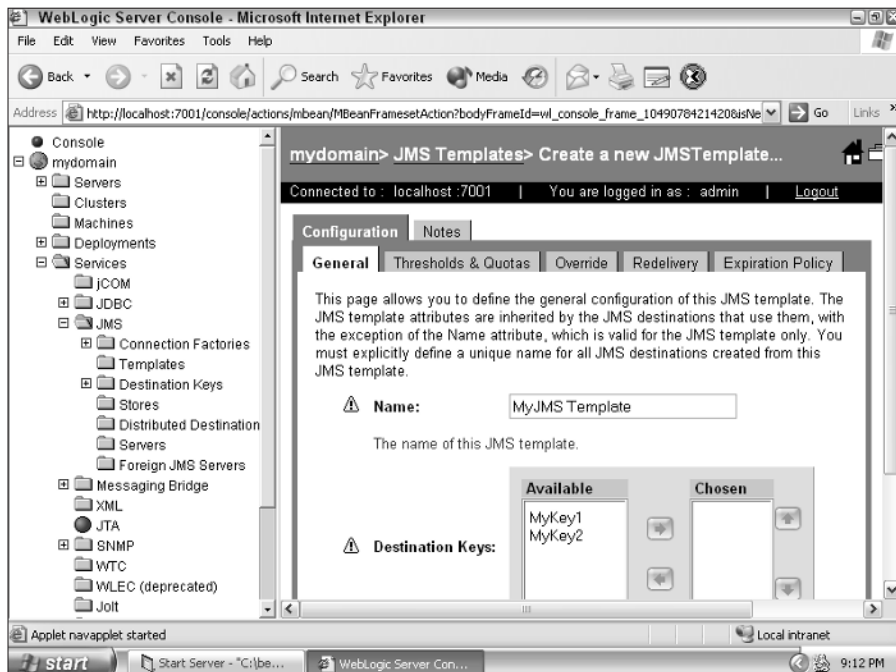 WebLogic Server Console - Microsoft Internet Explorer
File Edit View Favorites Tools Help
Back Search Favorites Media
Address http://localhost:7001/console/actions/mbean/MBeanFramesetAction?bodyFrameId=wl_console_frame_1049078421420&isNe Go Links »
Console
mydomain
Servers
Clusters
Machines
Deployments
Services
jCOM
JDBC
JMS
Connection Factories
Templates
Destination Keys
Stores
Distributed Destination
Servers
Foreign JMS Servers
Messaging Bridge
XML
JTA
SNMP
WTC
WLEC (deprecated)
Jolt
mydomain> JMS Templates> Create a new JMSTemplate...
Connected to : localhost :7001 | You are logged in as : admin | Logout
Configuration Notes
General Thresholds & Quotas Override Redelivery Expiration Policy
This page allows you to define the general configuration of this JMS template. The
JMS template attributes are inherited by the JMS destinations that use them, with
the exception of the Name attribute, which is valid for the JMS template only. You
must explicitly define a unique name for all JMS destinations created from this
JMS template.
Name: MyJMS Template
The name of this JMS template.
Available Chosen
MyKey1
MyKey2
Destination Keys:
Applet navapplet started Local intranet
start Start Server - "C:\be... WebLogic Server Con... 9:12 PM